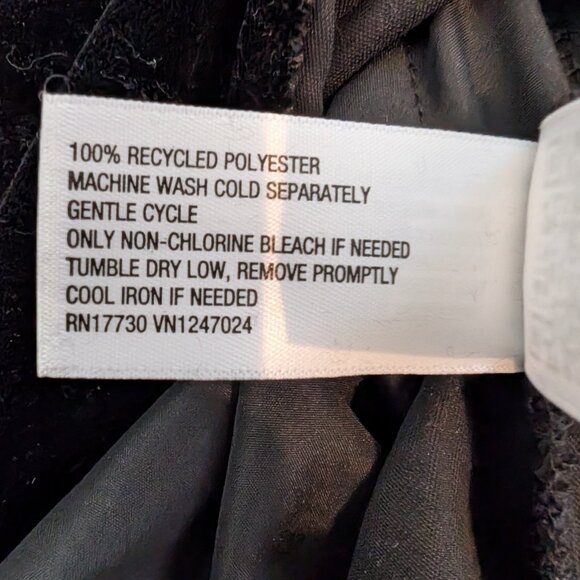 100% RECYCLED POLYESTER
MACHINE WASH COLD SEPARATELY
GENTLE CYCLE
ONLY NON-CHLORINE BLEACH IF NEEDED
TUMBLE DRY LOW, REMOVE PROMPTLY
COOL IRON IF NEEDED
RN17730 VN1247024